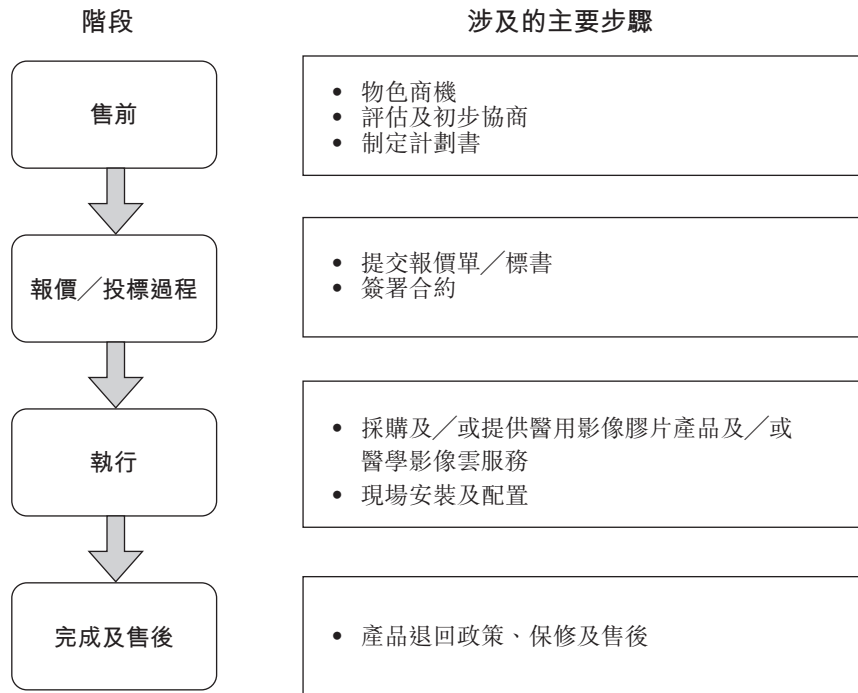 階段
涉及的主要步驟
售前
• 物色商機
• 評估及初步協商
• 制定計劃書
報價／投標過程
• 提交報價單／標書
• 簽署合約
執行
• 採購及／或提供醫用影像膠片產品及／或
醫學影像雲服務
• 現場安裝及配置
完成及售後
• 產品退回政策、保修及售後